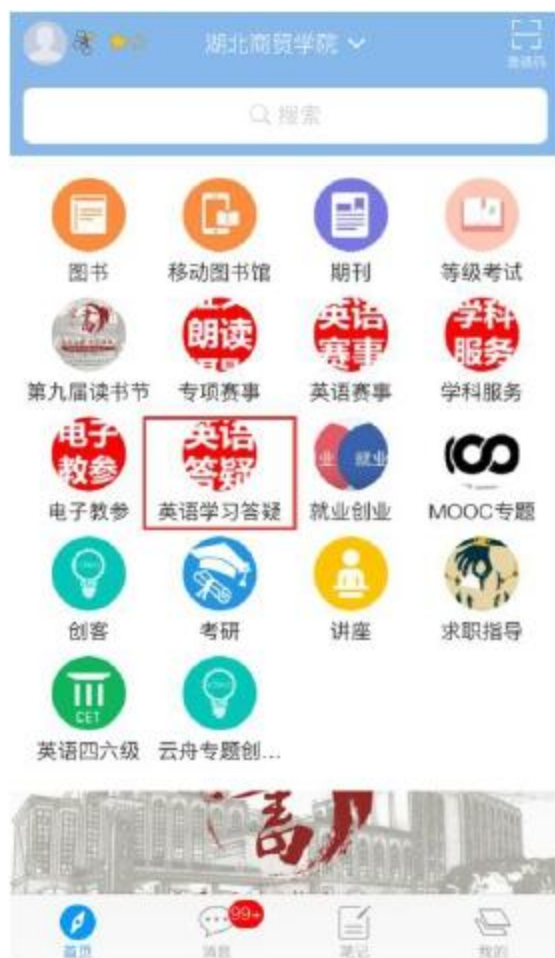 湖北商贸学院
邀请码
搜索
图书 移动图书馆 期刊 等级考试
朗读 英语 赛事 学科 服务
第九届读书节 专项赛事 英语赛事 学科服务
电子 教参 英语 答疑 就业
电子教参 英语学习答疑 就业创业 MOOC专题
创客 考研 讲座 求职指导
CET
英语四六级 云舟专题创...
99+
首页 消息 笔记 我的